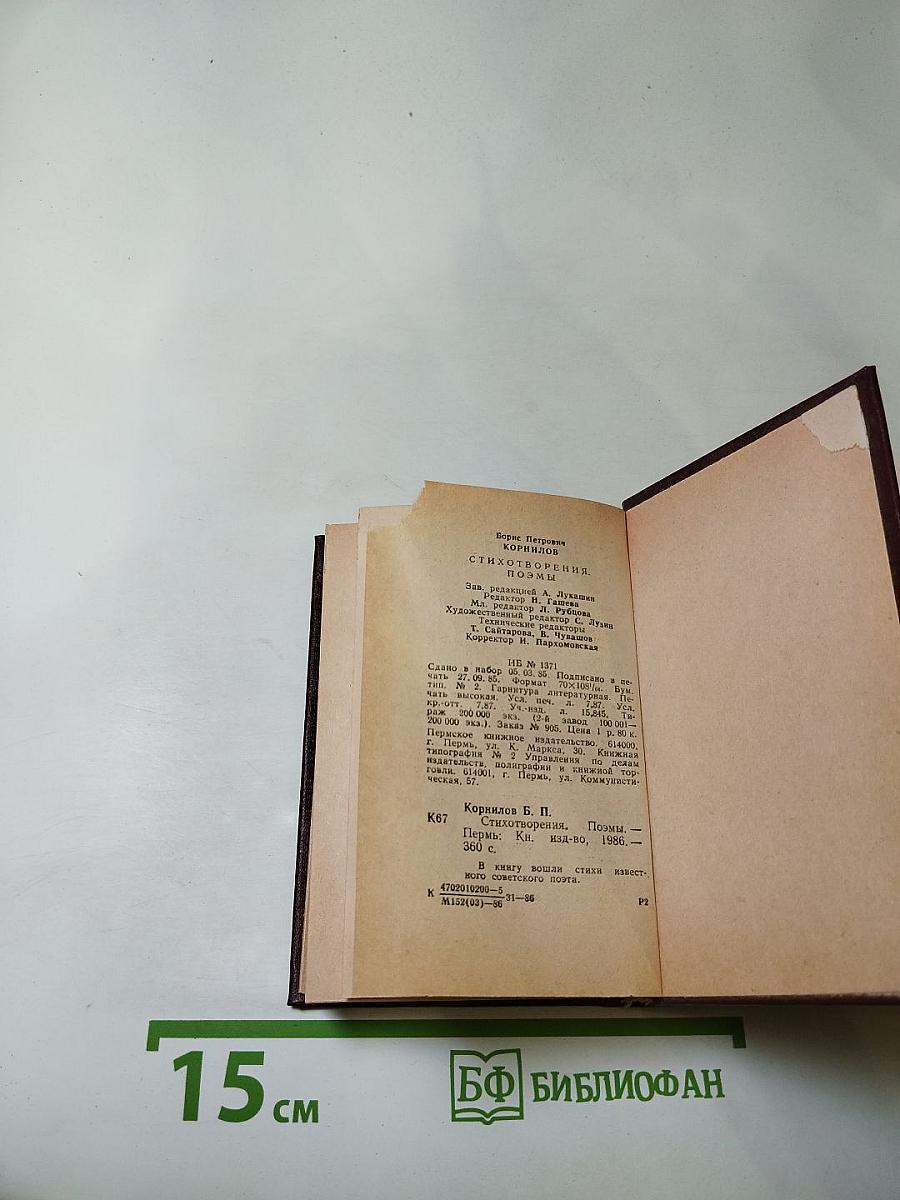 Борис Петрович
КОРНИЛОВ
СТИХОТВОРЕНИЯ.
ПОЭМЫ
Зав. редакцией А. Лукашин
Редактор Н. Гашева
Мл. редактор Л. Рубцова
Художественный редактор С. Лузин
Технические редакторы
Т. Сайтарова, В. Чувашов
Корректор И. Пархомовская
ИБ № 1371
Сдано в набор 05. 03. 85. Подписано в пе-
чать 27. 09. 85. Формат 70×108¹/₆₄. Бум.
тип. № 2. Гарнитура литературная. Пе-
чать высокая. Усл. печ. л. 7,87. Усл.
кр.-отт. 7,87. Уч.-изд. л. 15,845. Ти-
раж 200 000 экз. (2-й завод 100 001—
200 000 экз.). Заказ № 905. Цена 1 р. 80 к.
Пермское книжное издательство. 614000,
г. Пермь, ул. К. Маркса, 30. Книжная
типография № 2 Управления по делам
издательств, полиграфии и книжной тор-
говли. 614001, г. Пермь, ул. Коммунисти-
ческая, 57.
Корнилов Б. П.
К67 Стихотворения. Поэмы.—
Пермь: Кн. изд-во, 1986.—
360 с.
В книгу вошли стихи извест-
ного советского поэта.
К 4702010200—5
М152(03)—86 31—86 Р2
15 см
БФ БИБЛИОФАН